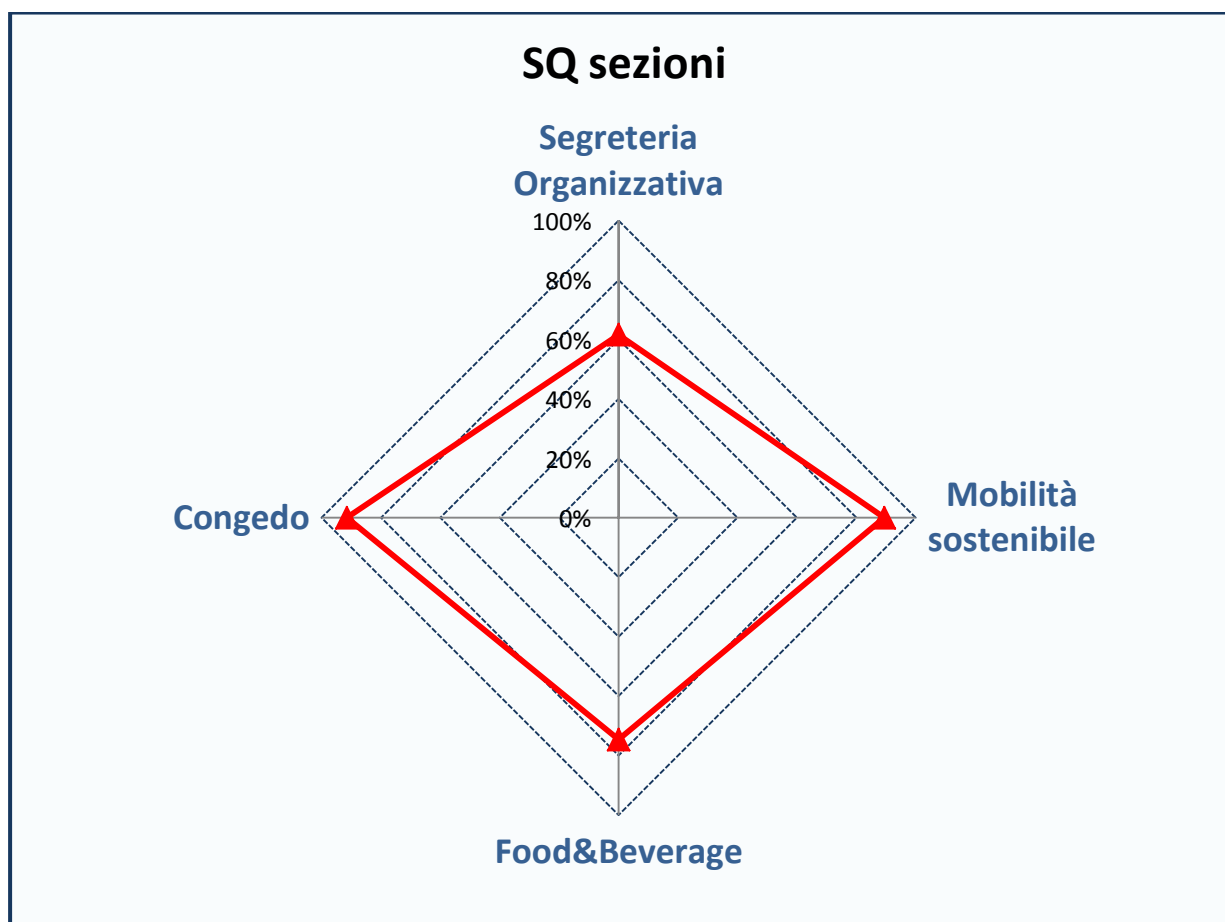 SQ sezioni
Segreteria
Organizzativa
100%
80%
60%
40%
20%
0%
Congedo
Mobilità
sostenibile
Food&Beverage